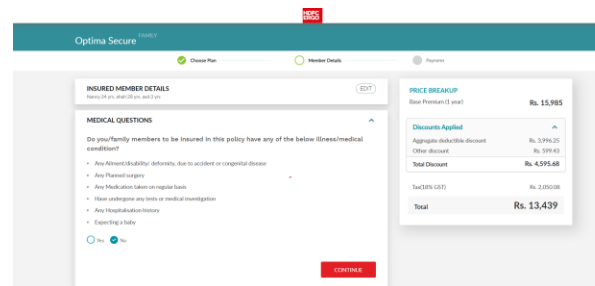 HDFC
ERGO
Optima Secure FAMILY
Choose Plan
Member Details
Payment
INSURED MEMBER DETAILS
EDIT
MEDICAL QUESTIONS
Do you/family members to be insured in this policy have any of the below illness/medical
condition?
Any Ailment/disability/ deformity, due to accident or congenital disease
Any Planned surgery
Any Medication taken on regular basis
Have undergone any tests or medical investigation
Any Hospitalisation history
Expecting a baby
Yes No
CONTINUE
PRICE BREAKUP
Base Premium (1 year) Rs. 15,985
Discounts Applied
Aggregate deductible discount Rs. 3,996.25
Other discount Rs. 599.43
Total Discount Rs. 4,595.68
Tax(18% GST) Rs. 2,050.08
Total Rs. 13,439